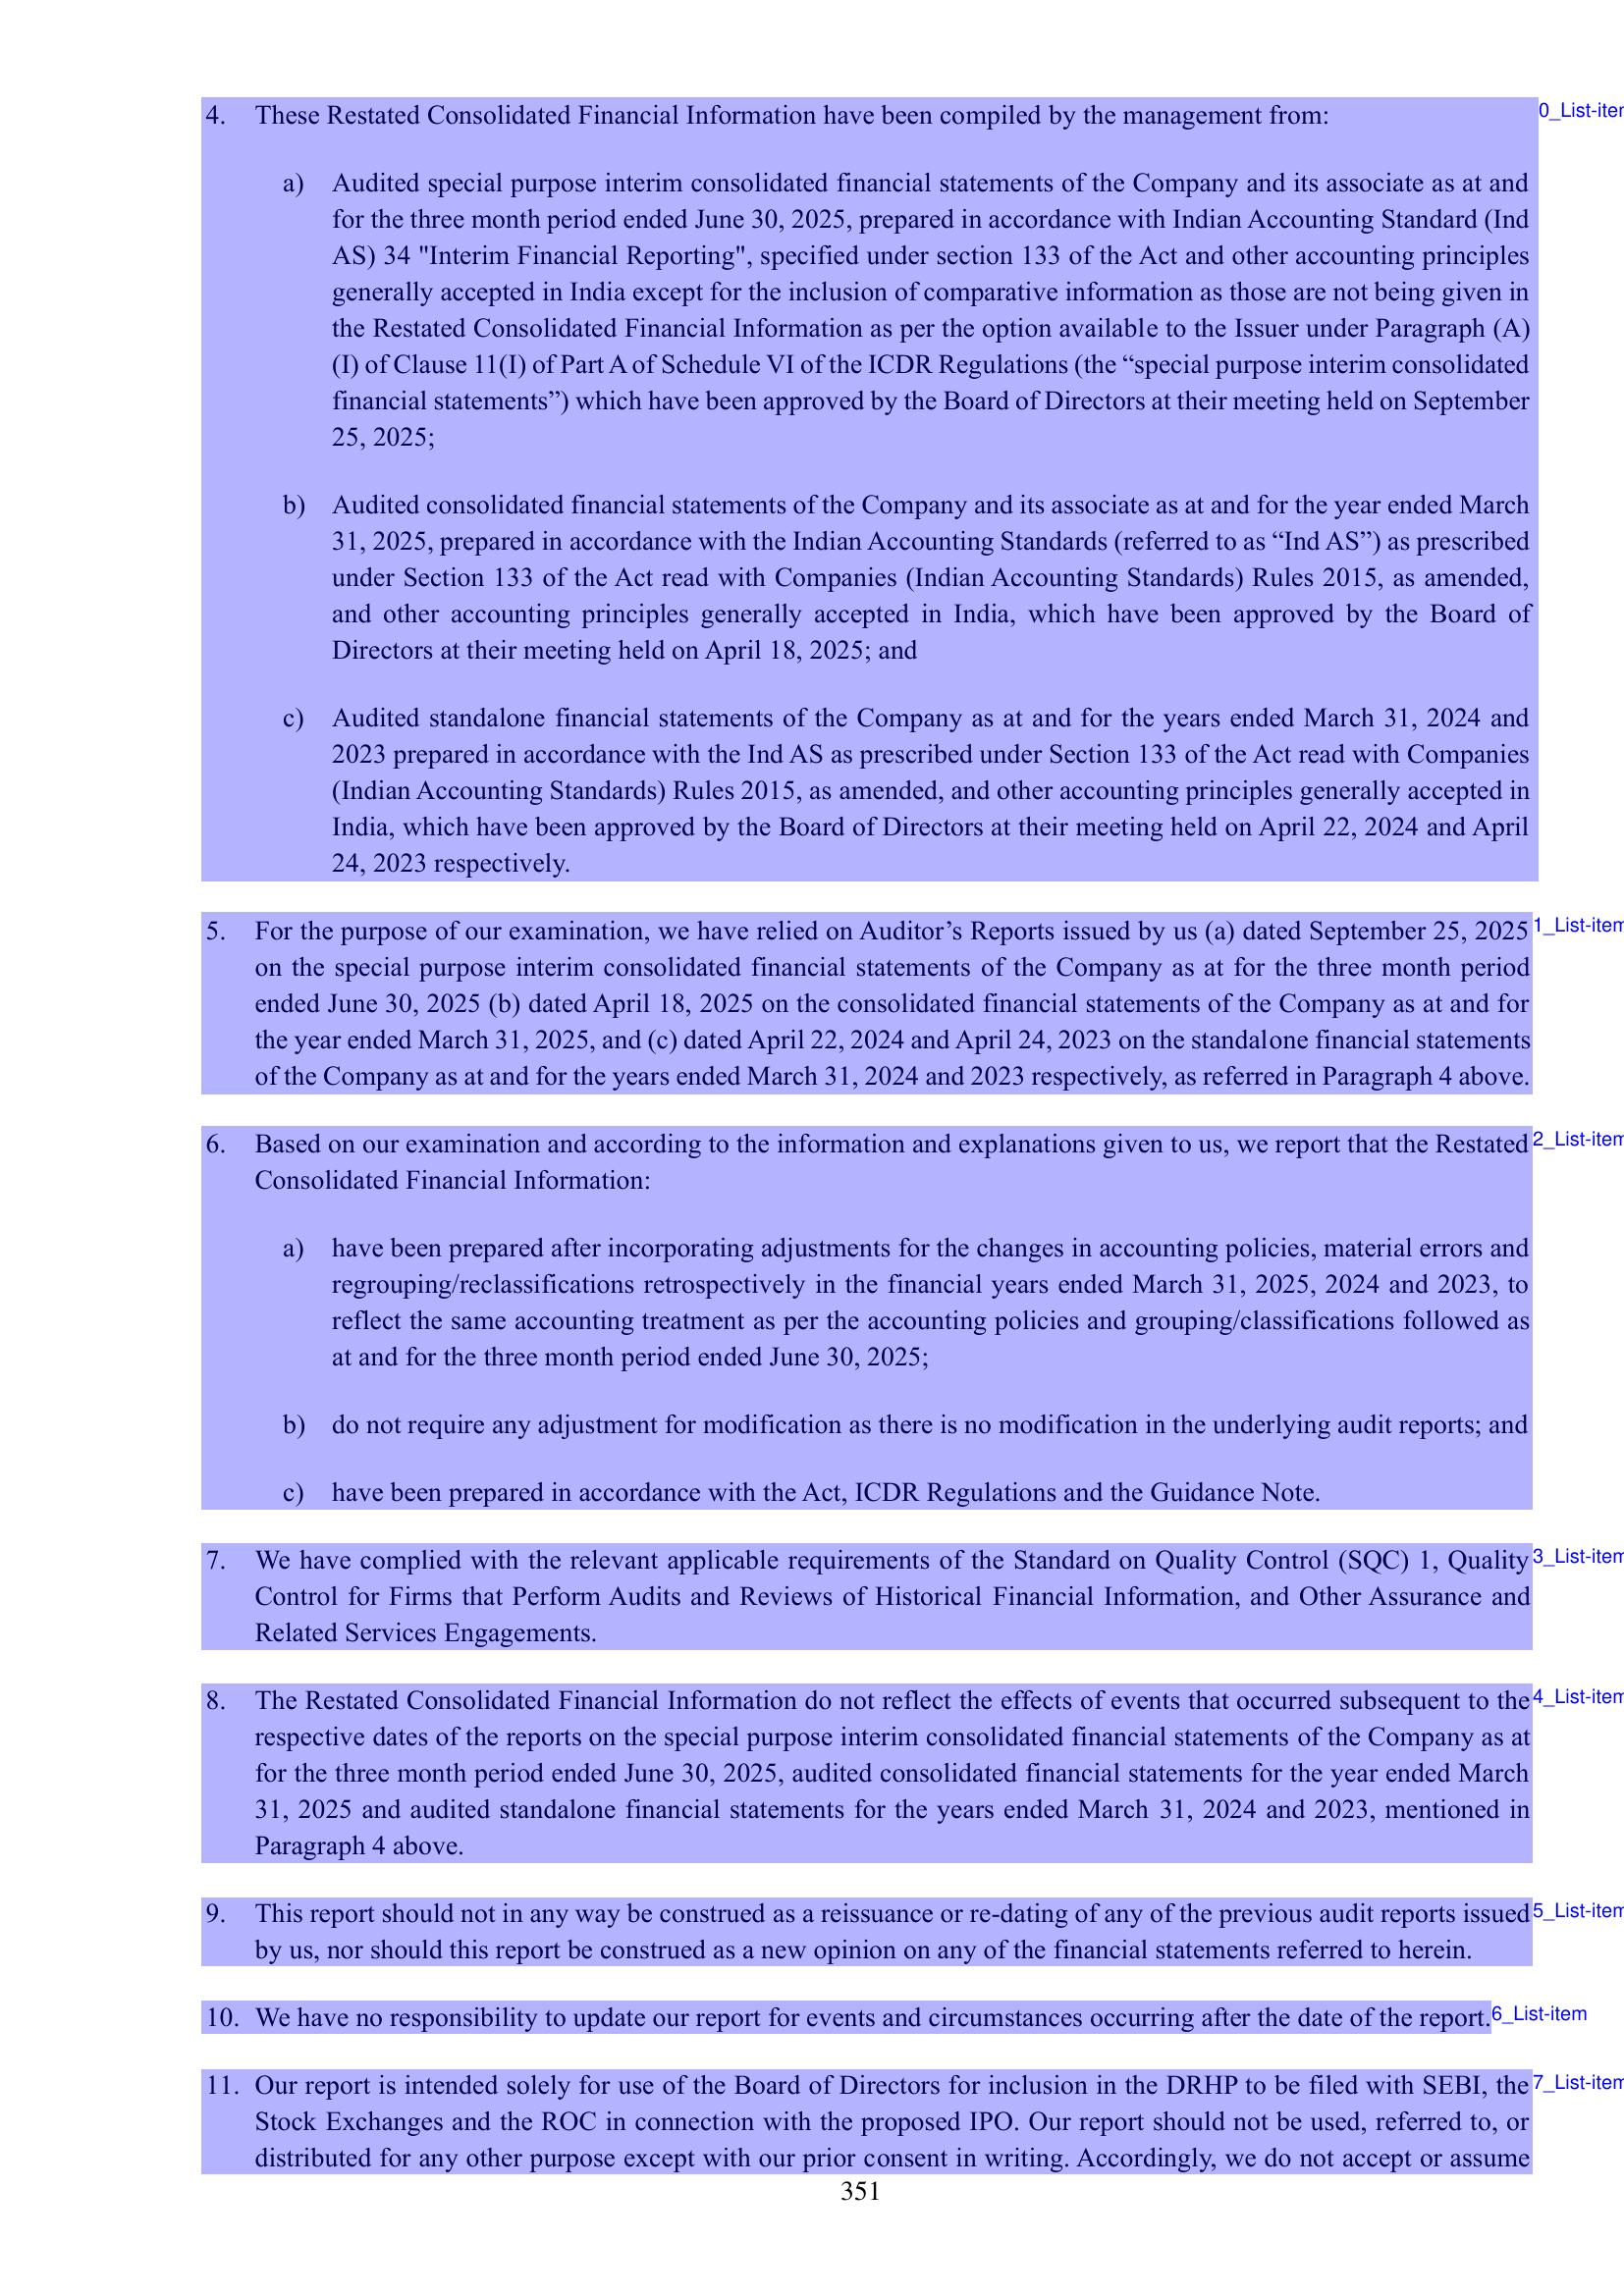 4. These Restated Consolidated Financial Information have been compiled by the management from:
0_List-iter
a) Audited special purpose interim consolidated financial statements of the Company and its associate as at and
for the three month period ended June 30, 2025, prepared in accordance with Indian Accounting Standard (Ind
AS) 34 "Interim Financial Reporting", specified under section 133 of the Act and other accounting principles
generally accepted in India except for the inclusion of comparative information as those are not being given in
the Restated Consolidated Financial Information as per the option available to the Issuer under Paragraph (A)
(I) of Clause 11(I) of Part A of Schedule VI of the ICDR Regulations (the “special purpose interim consolidated
financial statements”) which have been approved by the Board of Directors at their meeting held on September
25, 2025;
b) Audited consolidated financial statements of the Company and its associate as at and for the year ended March
31, 2025, prepared in accordance with the Indian Accounting Standards (referred to as “Ind AS”) as prescribed
under Section 133 of the Act read with Companies (Indian Accounting Standards) Rules 2015, as amended,
and other accounting principles generally accepted in India, which have been approved by the Board of
Directors at their meeting held on April 18, 2025; and
c) Audited standalone financial statements of the Company as at and for the years ended March 31, 2024 and
2023 prepared in accordance with the Ind AS as prescribed under Section 133 of the Act read with Companies
(Indian Accounting Standards) Rules 2015, as amended, and other accounting principles generally accepted in
India, which have been approved by the Board of Directors at their meeting held on April 22, 2024 and April
24, 2023 respectively.
5. For the purpose of our examination, we have relied on Auditor’s Reports issued by us (a) dated September 25, 2025
1_List-item
on the special purpose interim consolidated financial statements of the Company as at for the three month period
ended June 30, 2025 (b) dated April 18, 2025 on the consolidated financial statements of the Company as at and for
the year ended March 31, 2025, and (c) dated April 22, 2024 and April 24, 2023 on the standalone financial statements
of the Company as at and for the years ended March 31, 2024 and 2023 respectively, as referred in Paragraph 4 above.
6. Based on our examination and according to the information and explanations given to us, we report that the Restated
2_List-item
Consolidated Financial Information:
a) have been prepared after incorporating adjustments for the changes in accounting policies, material errors and
regrouping/reclassifications retrospectively in the financial years ended March 31, 2025, 2024 and 2023, to
reflect the same accounting treatment as per the accounting policies and grouping/classifications followed as
at and for the three month period ended June 30, 2025;
b) do not require any adjustment for modification as there is no modification in the underlying audit reports; and
c) have been prepared in accordance with the Act, ICDR Regulations and the Guidance Note.
7. We have complied with the relevant applicable requirements of the Standard on Quality Control (SQC) 1, Quality
3_List-item
Control for Firms that Perform Audits and Reviews of Historical Financial Information, and Other Assurance and
Related Services Engagements.
8. The Restated Consolidated Financial Information do not reflect the effects of events that occurred subsequent to the
4_List-item
respective dates of the reports on the special purpose interim consolidated financial statements of the Company as at
for the three month period ended June 30, 2025, audited consolidated financial statements for the year ended March
31, 2025 and audited standalone financial statements for the years ended March 31, 2024 and 2023, mentioned in
Paragraph 4 above.
9. This report should not in any way be construed as a reissuance or re-dating of any of the previous audit reports issued
5_List-item
by us, nor should this report be construed as a new opinion on any of the financial statements referred to herein.
10. We have no responsibility to update our report for events and circumstances occurring after the date of the report.
6_List-item
11. Our report is intended solely for use of the Board of Directors for inclusion in the DRHP to be filed with SEBI, the
7_List-item
Stock Exchanges and the ROC in connection with the proposed IPO. Our report should not be used, referred to, or
distributed for any other purpose except with our prior consent in writing. Accordingly, we do not accept or assume
351